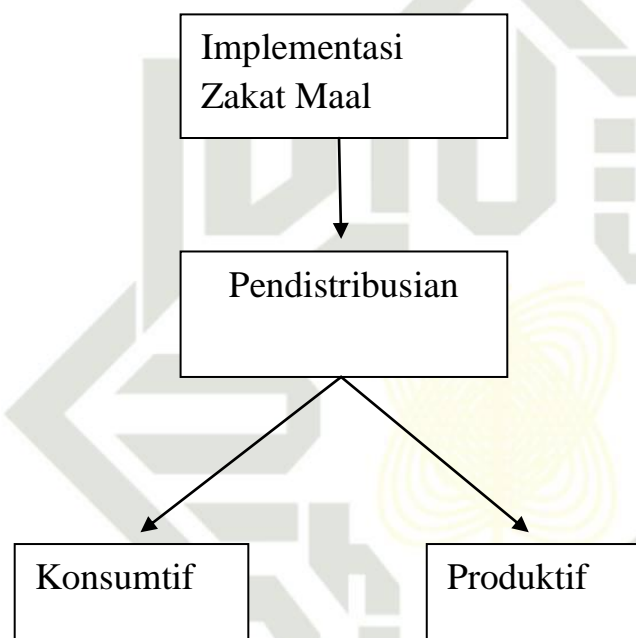 Implementasi
Zakat Maal
Pendistribusian
Konsumtif
Produktif